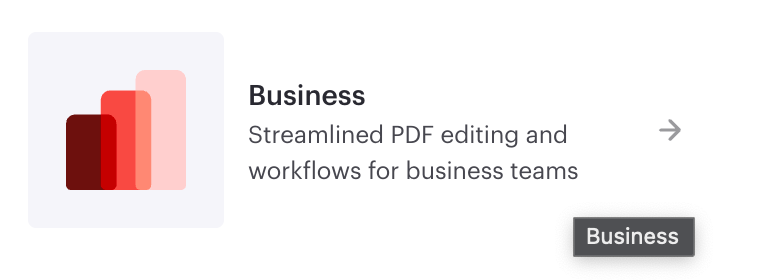 Business
Streamlined PDF editing and
workflows for business teams
Business